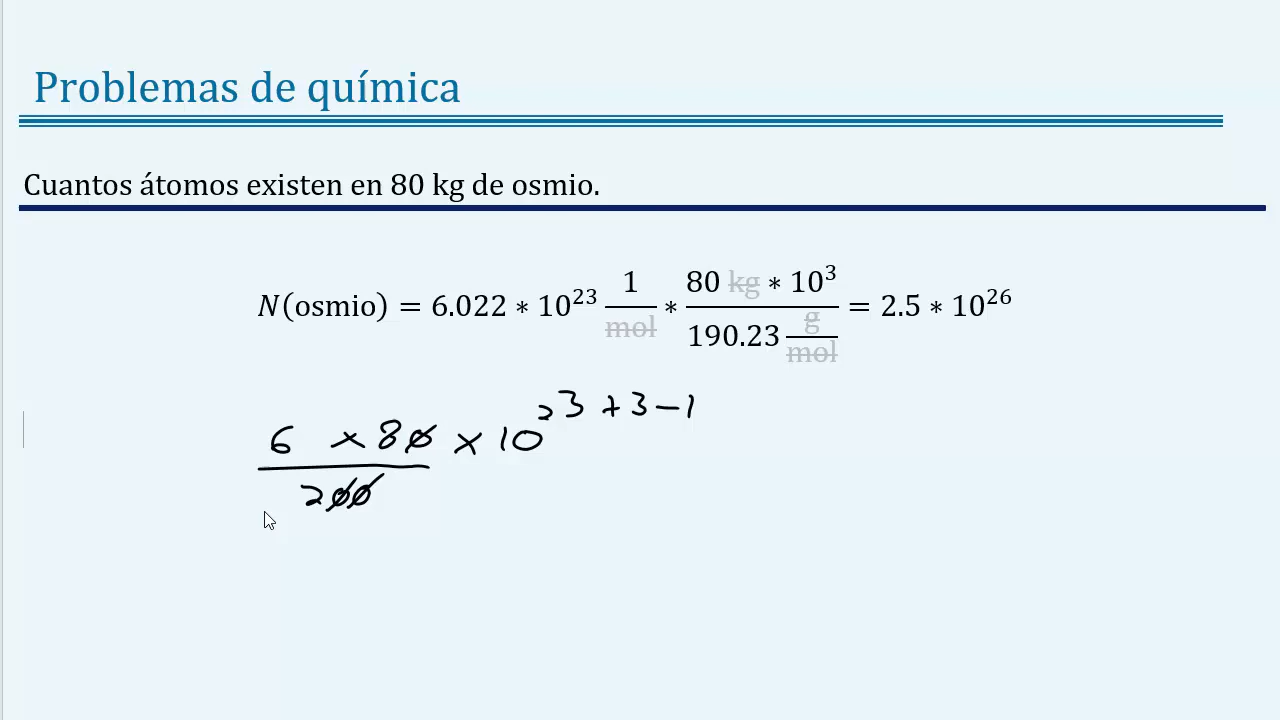 Problemas de química
Cuantos átomos existen en 80 kg de osmio.
N(osmio) = 6.022 * 10^23 1/mol * (80 kg * 10^3)/(190.23 g/mol) = 2.5 * 10^26
(6 × 80)/(200) × 10^(23 + 3 - 1)